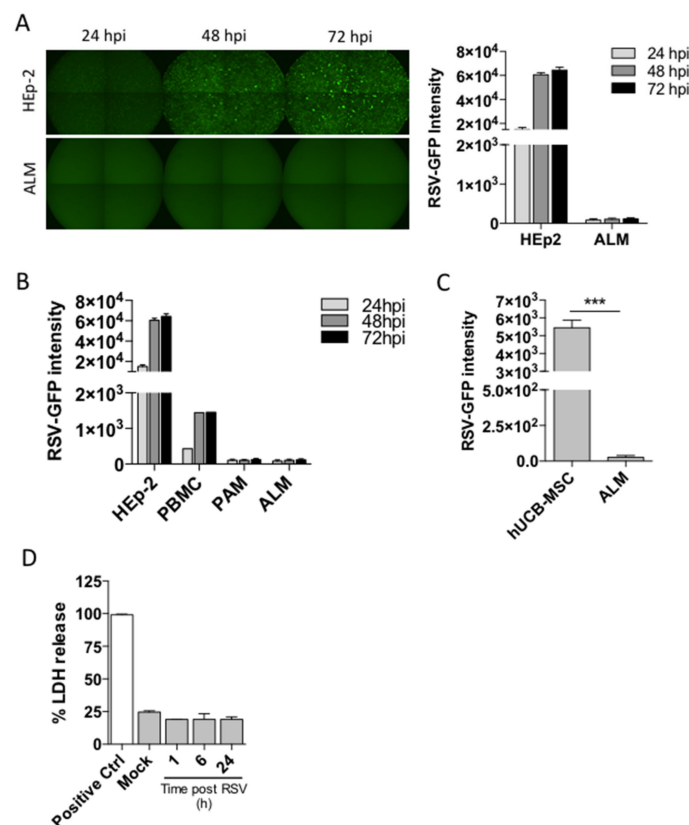 A
24 hpi 48 hpi 72 hpi
HEp-2
ALM
RSV-GFP Intensity
8×10⁴
6×10⁴
4×10⁴
2×10⁴
2×10³
1×10³
0
HEp2 ALM
24 hpi
48 hpi
72 hpi
B
RSV-GFP intensity
8×10⁴
6×10⁴
4×10⁴
2×10⁴
2×10³
1×10³
0
HEp-2 PBMC PAM ALM
24hpi
48hpi
72hpi
C
RSV-GFP intensity
7×10³
6×10³
5×10³
4×10³
3×10³
5.0×10²
2.5×10²
0.0
***
hUCB-MSC ALM
D
% LDH release
125
100
75
50
25
0
Positive Ctrl Mock 1 6 24
Time post RSV
(h)